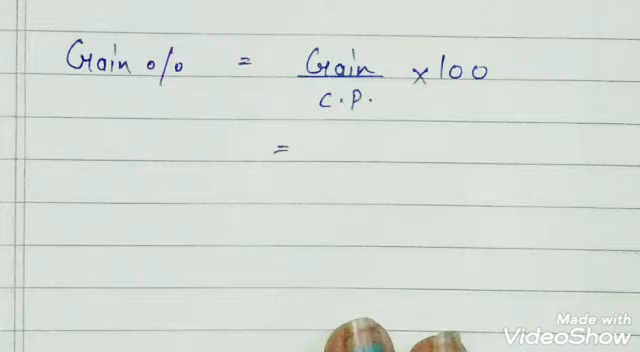 Gain % = Gain / C.P. × 100
=
Made with
VideoShow